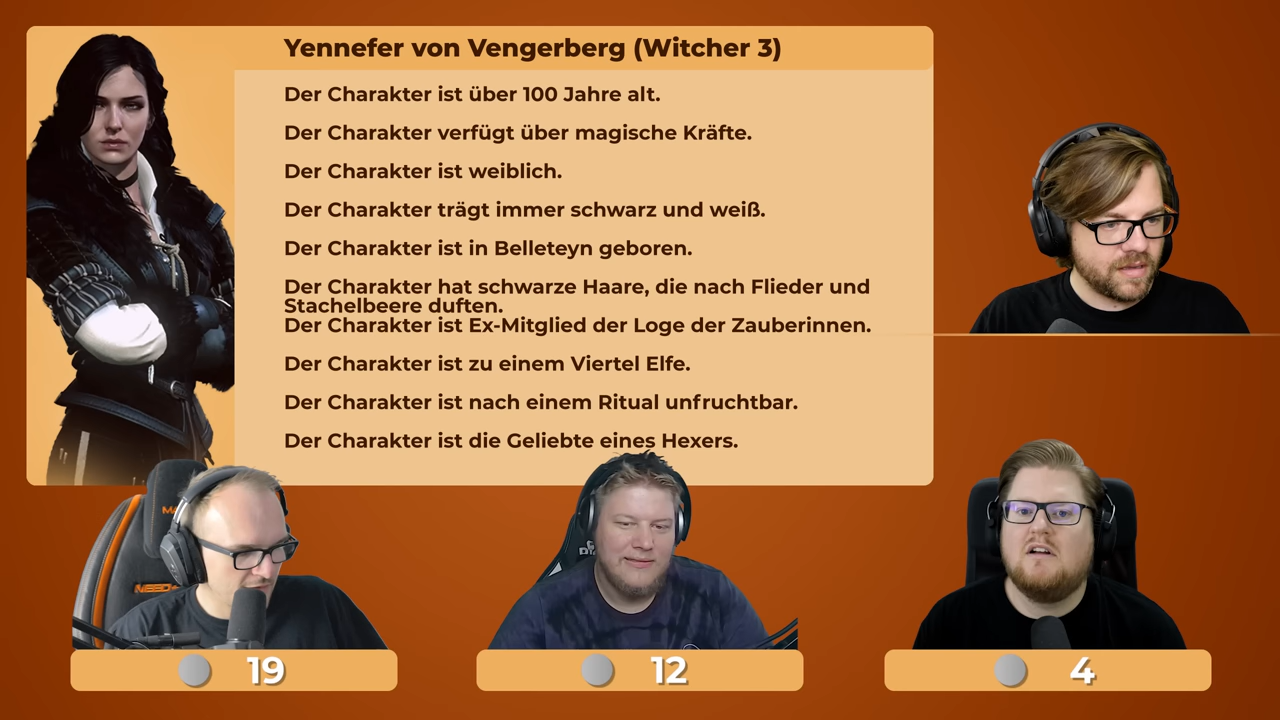 Yennefer von Vengerberg (Witcher 3)
Der Charakter ist über 100 Jahre alt.
Der Charakter verfügt über magische Kräfte.
Der Charakter ist weiblich.
Der Charakter trägt immer schwarz und weiß.
Der Charakter ist in Belleteyn geboren.
Der Charakter hat schwarze Haare, die nach Flieder und
Stachelbeere duften.
Der Charakter ist Ex-Mitglied der Loge der Zauberinnen.
Der Charakter ist zu einem Viertel Elfe.
Der Charakter ist nach einem Ritual unfruchtbar.
Der Charakter ist die Geliebte eines Hexers.
19
12
4